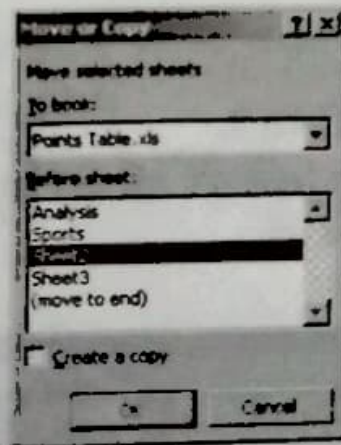 Move or Copy ? x
Move selected sheets
To book:
Points Table.xls
Before sheet:
Analysis
Sports
Sheet2
Sheet3
(move to end)
Create a copy
Cancel